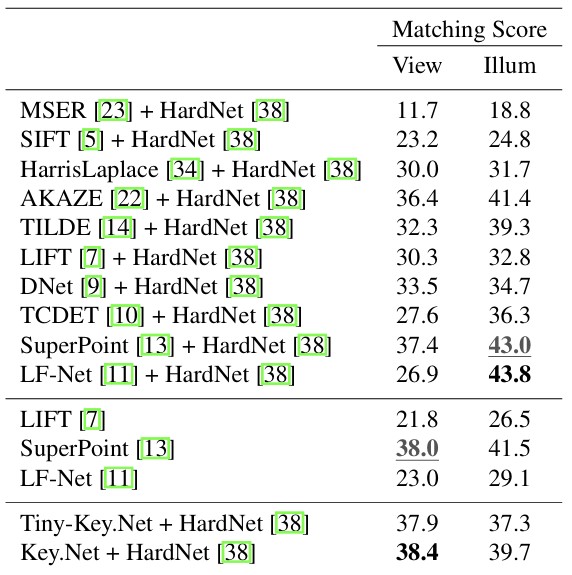 Matching Score
View Illum
MSER [23] + HardNet [38] 11.7 18.8
SIFT [5] + HardNet [38] 23.2 24.8
HarrisLaplace [34] + HardNet [38] 30.0 31.7
AKAZE [22] + HardNet [38] 36.4 41.4
TILDE [14] + HardNet [38] 32.3 39.3
LIFT [7] + HardNet [38] 30.3 32.8
DNet [9] + HardNet [38] 33.5 34.7
TCDET [10] + HardNet [38] 27.6 36.3
SuperPoint [13] + HardNet [38] 37.4 43.0
LF-Net [11] + HardNet [38] 26.9 43.8
LIFT [7] 21.8 26.5
SuperPoint [13] 38.0 41.5
LF-Net [11] 23.0 29.1
Tiny-Key.Net + HardNet [38] 37.9 37.3
Key.Net + HardNet [38] 38.4 39.7